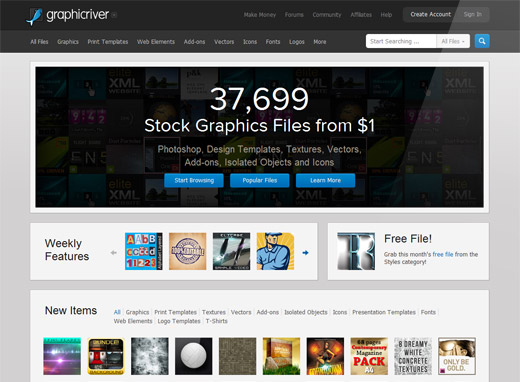 graphicriver
Make Money Forums Community Affiliates Help Create Account Sign In
All Files Graphics Print Templates Web Elements Add-ons Vectors Icons Fonts Logos More
Start Searching ... All Files
37,699
Stock Graphics Files from $1
Photoshop, Design Templates, Textures, Vectors,
Add-ons, Isolated Objects and Icons
Start Browsing Popular Files Learn More
Weekly
Features
Free File!
Grab this month's free file from the
Styles category!
New Items
All Graphics Print Templates Textures Vectors Add-ons Isolated Objects Icons Presentation Templates Fonts
Web Elements Logo Templates T-Shirts
68 pages
Contemporary
Magazine
PACK
A4
8 DREAMY
WHITE
CONCRETE
TEXTURES
ONLY BE
GOLD.